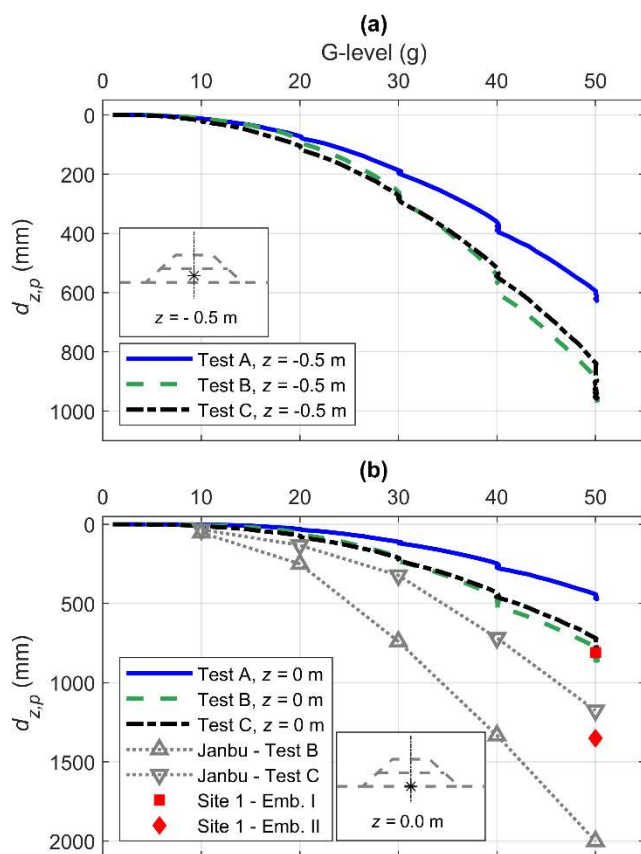 (a)
G-level (g)
0 10 20 30 40 50
0
200
400
600
800
1000
d_{z,p} (mm)
z = - 0.5 m
Test A, z = -0.5 m
Test B, z = -0.5 m
Test C, z = -0.5 m
(b)
0 10 20 30 40 50
0
500
1000
1500
2000
d_{z,p} (mm)
Test A, z = 0 m
Test B, z = 0 m
Test C, z = 0 m
Janbu - Test B
Janbu - Test C
Site 1 - Emb. I
Site 1 - Emb. II
z = 0.0 m